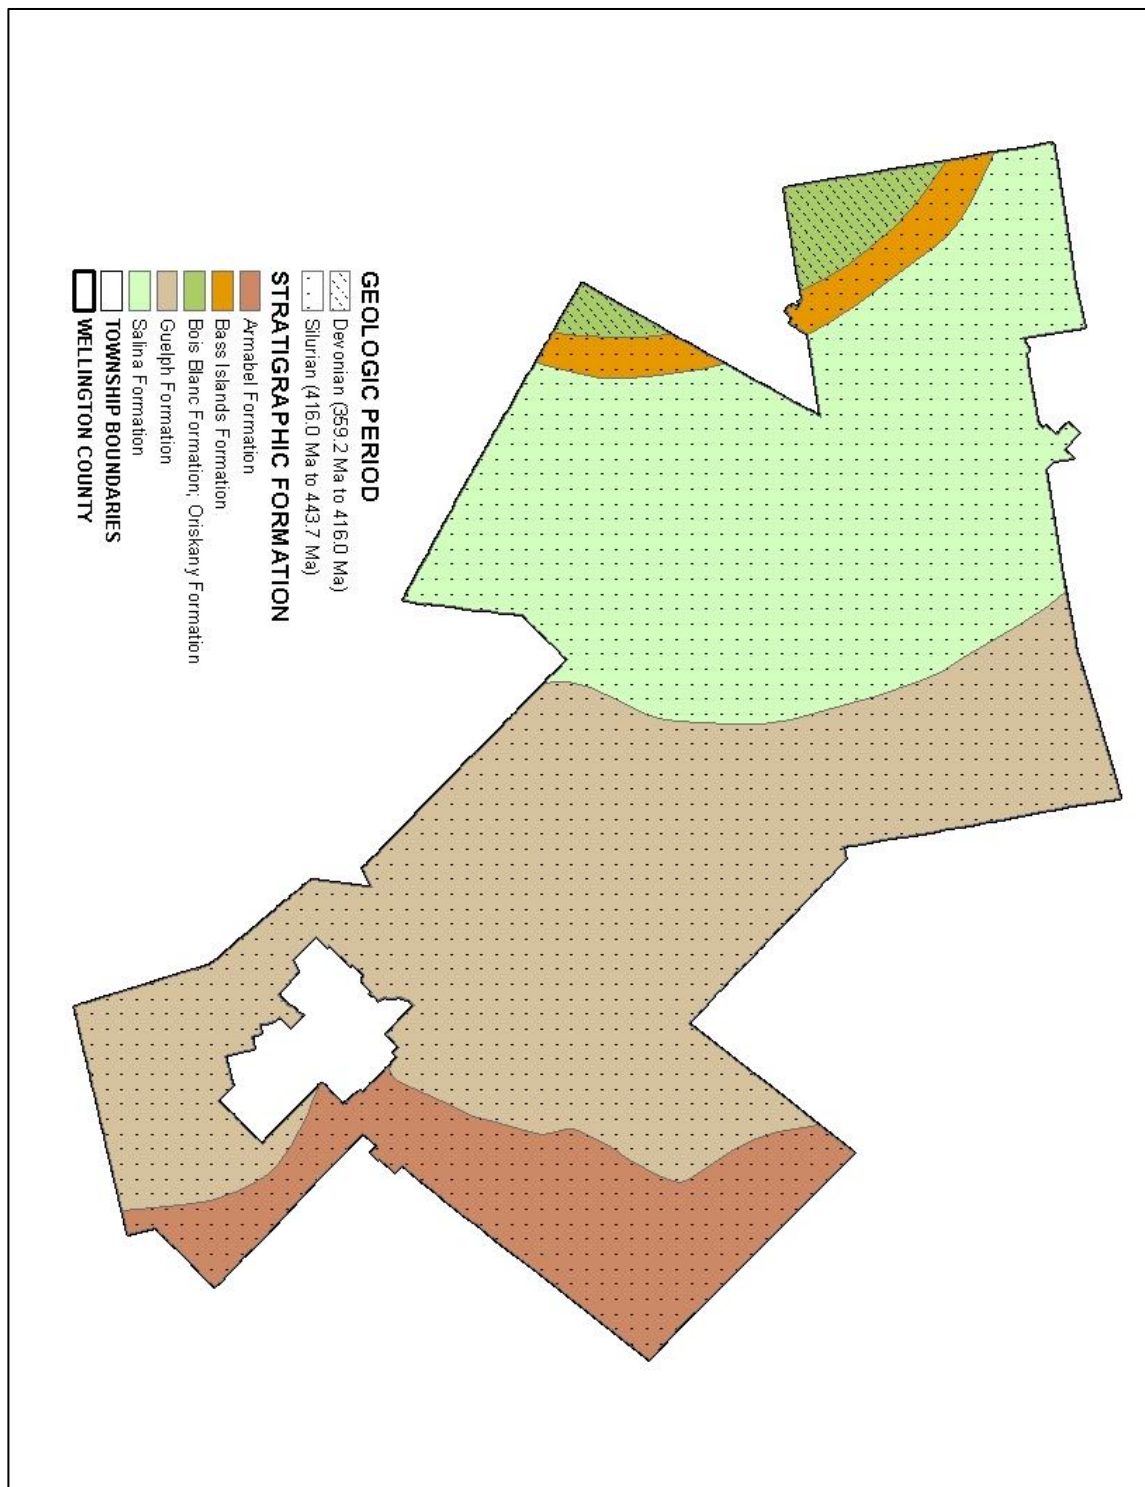 GEOLOGIC PERIOD
Devonian (359.2 Ma to 416.0 Ma)
Silurian (416.0 Ma to 443.7 Ma)
STRATIGRAPHIC FORMATION
Armabel Formation
Bass Islands Formation
Bois Blanc Formation; Oriskany Formation
Guelph Formation
Salina Formation
TOWNSHIP BOUNDARIES
WELLINGTON COUNTY